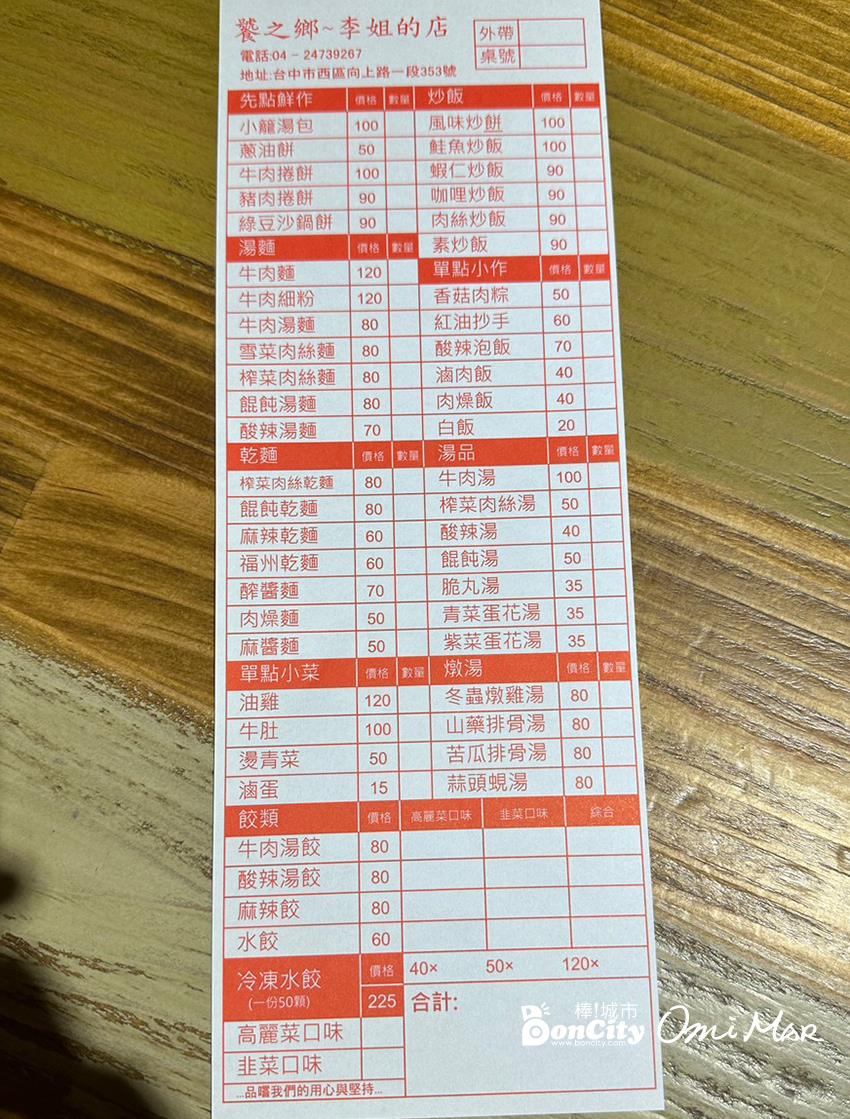 饕之鄉~李姐的店
電話:04－24739267
地址:台中市西區向上路一段353號
外帶
桌號
先點鮮作 價格 數量
小籠湯包 100
蔥油餅 50
牛肉捲餅 100
豬肉捲餅 90
綠豆沙鍋餅 90
湯麵 價格 數量
牛肉麵 120
牛肉細粉 120
牛肉湯麵 80
雪菜肉絲麵 80
榨菜肉絲麵 80
餛飩湯麵 80
酸辣湯麵 70
乾麵 價格 數量
榨菜肉絲乾麵 80
餛飩乾麵 80
麻辣乾麵 60
福州乾麵 60
醡醬麵 70
肉燥麵 50
麻醬麵 50
單點小菜 價格 數量
油雞 120
牛肚 100
燙青菜 50
滷蛋 15
炒飯 價格 數量
風味炒餅 100
鮭魚炒飯 100
蝦仁炒飯 90
咖哩炒飯 90
肉絲炒飯 90
素炒飯 90
單點小作 價格 數量
香菇肉粽 50
紅油抄手 60
酸辣泡飯 70
滷肉飯 40
肉燥飯 40
白飯 20
湯品 價格 數量
牛肉湯 100
榨菜肉絲湯 50
酸辣湯 40
餛飩湯 50
脆丸湯 35
青菜蛋花湯 35
紫菜蛋花湯 35
燉湯 價格 數量
冬蟲燉雞湯 80
山藥排骨湯 80
苦瓜排骨湯 80
蒜頭蜆湯 80
餃類 價格 高麗菜口味 韭菜口味 綜合
牛肉湯餃 80
酸辣湯餃 80
麻辣餃 80
水餃 60
冷凍水餃 價格
(一份50顆) 225
高麗菜口味
韭菜口味
...品嚐我們的用心與堅持...
40× 50× 120×
合計:
棒!城市
BonCity
www.boncity.com
Omi Mar